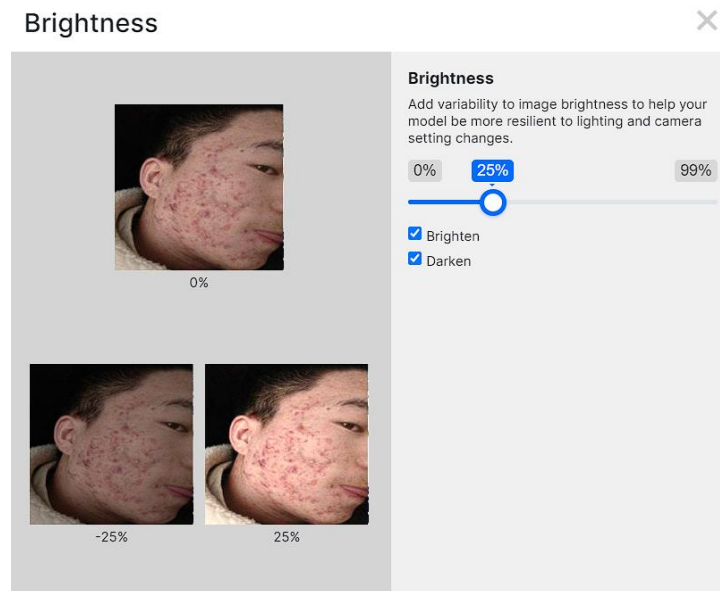 Brightness
0%
-25%
25%
Brightness
Add variability to image brightness to help your
model be more resilient to lighting and camera
setting changes.
0%
25%
99%
Brighten
Darken